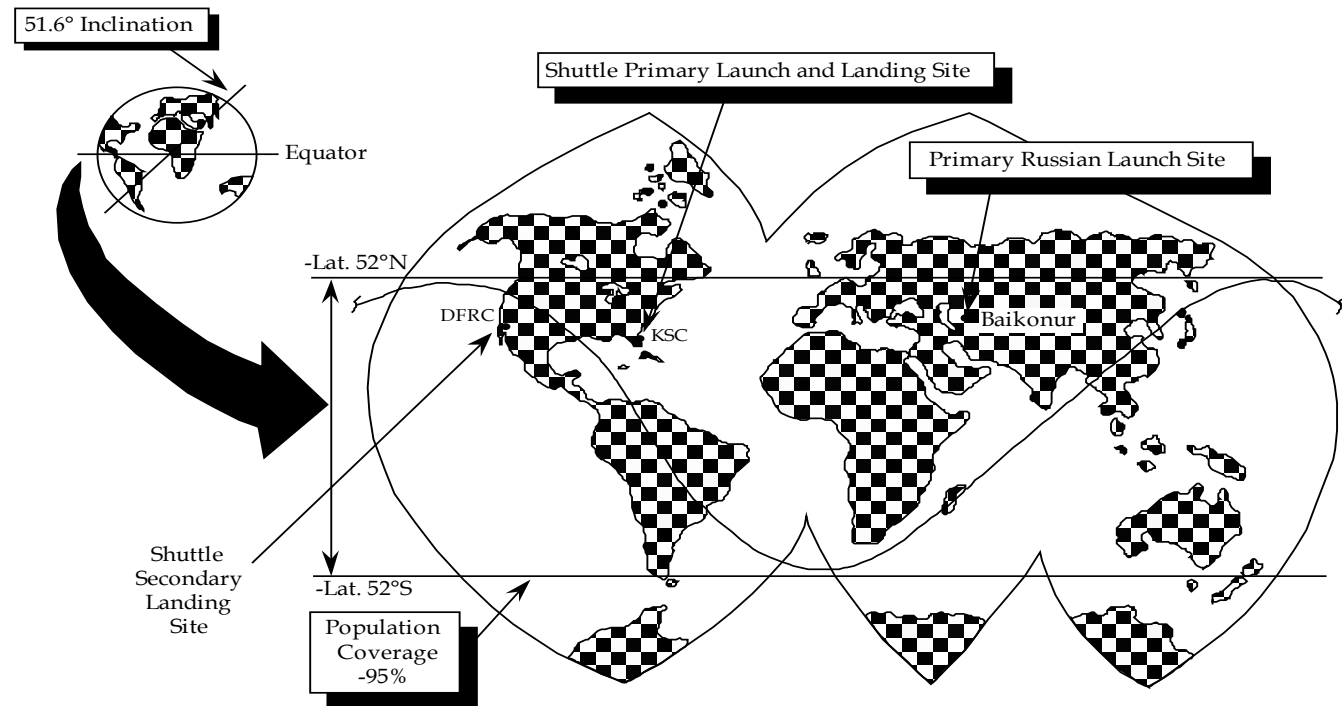 51.6° Inclination
Shuttle Primary Launch and Landing Site
Equator
Primary Russian Launch Site
-Lat. 52°N
DFRC
KSC
Baikonur
Shuttle
Secondary
Landing
Site
-Lat. 52°S
Population
Coverage
-95%